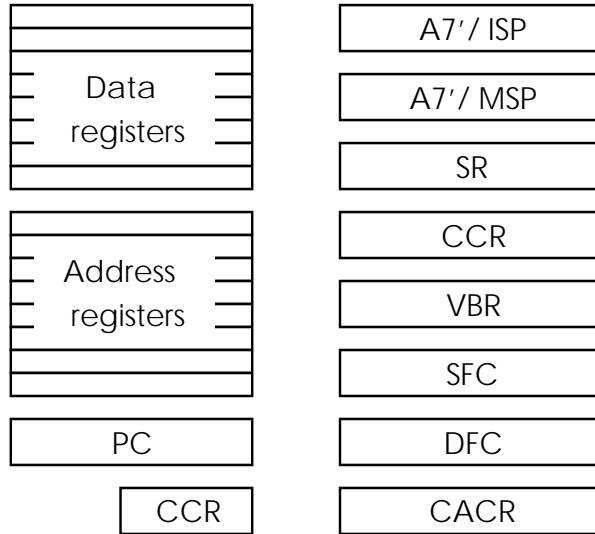 Data
registers
Address
registers
PC
CCR
A7′/ ISP
A7′/ MSP
SR
CCR
VBR
SFC
DFC
CACR